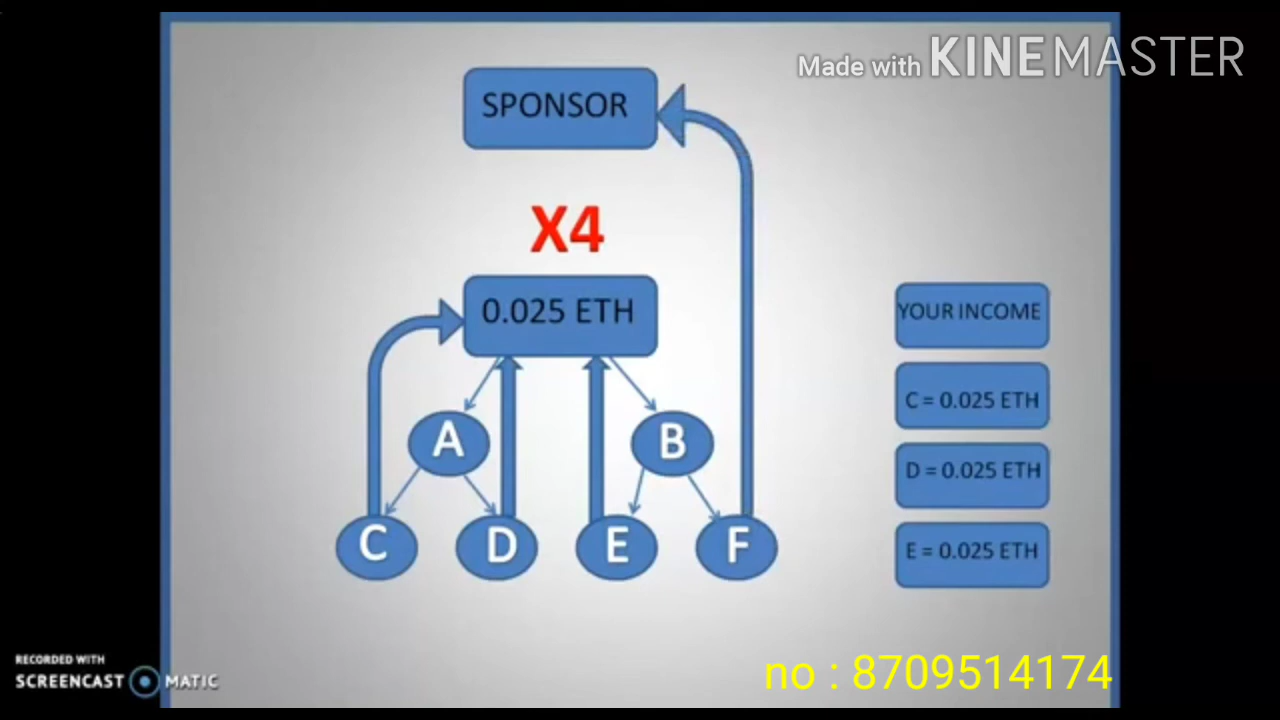 Made with KINEMASTER
SPONSOR
X4
0.025 ETH
A
B
C
D
E
F
YOUR INCOME
C = 0.025 ETH
D = 0.025 ETH
E = 0.025 ETH
RECORDED WITH
SCREENCAST MATIC
no : 8709514174